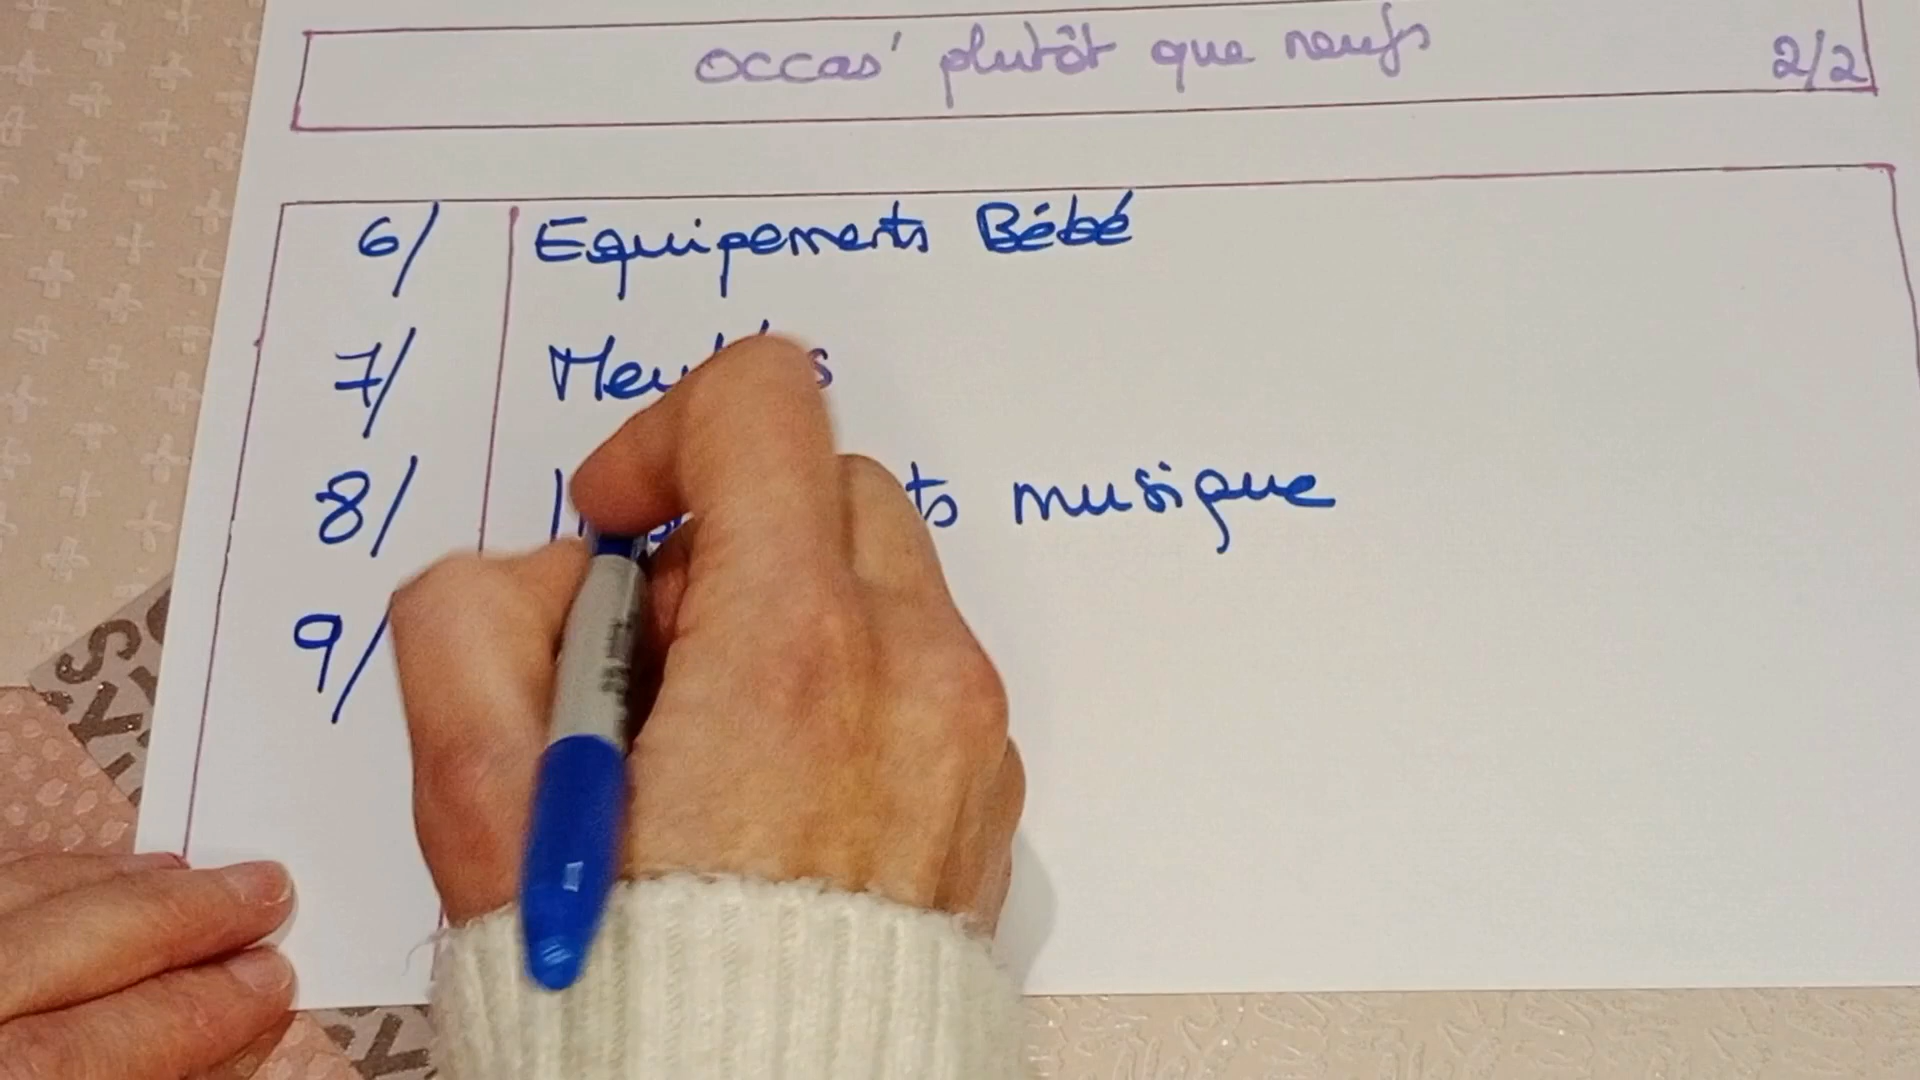 occas' plutôt que neufs 2/2
6/ Equipements Bébé
7/
8/ musique
9/